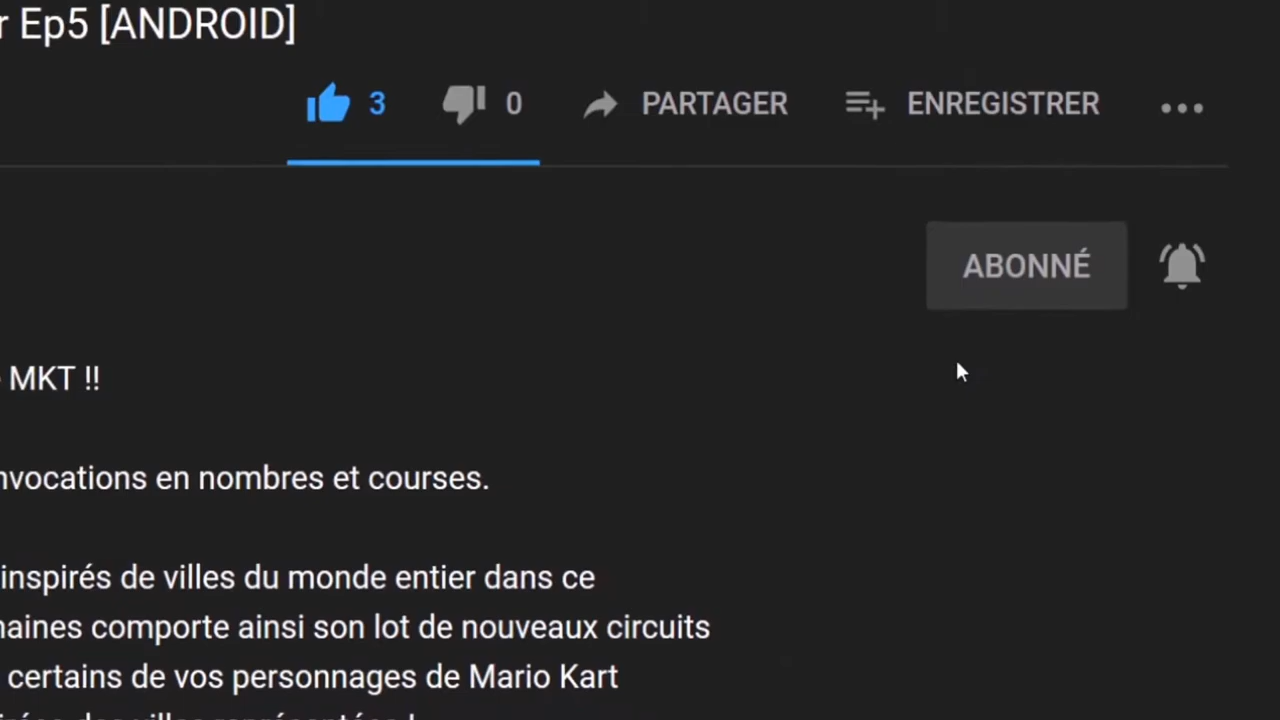 r Ep5 [ANDROID]
3 0 PARTAGER ENREGISTRER
ABONNÉ
MKT !!
nvocations en nombres et courses.
inspirés de villes du monde entier dans ce
naines comporte ainsi son lot de nouveaux circuits
certains de vos personnages de Mario Kart